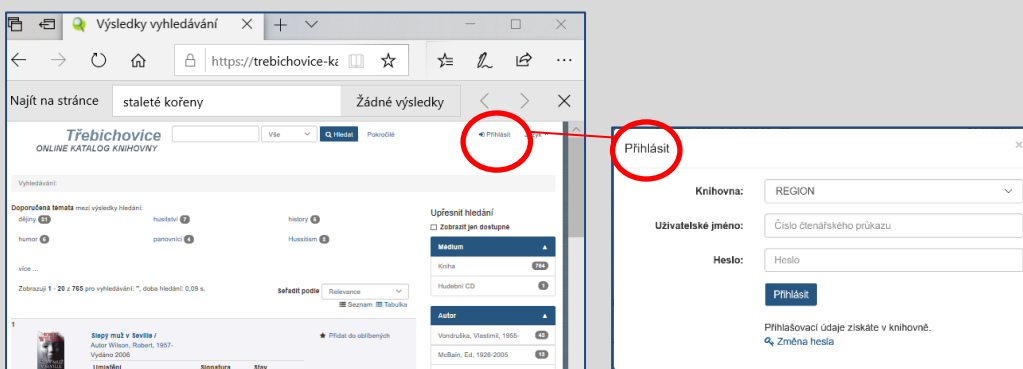 Výsledky vyhledávání
https://trebichovice-ka
Najít na stránce staleté kořeny Žádné výsledky
Třebichovice
ONLINE KATALOG KNIHOVNY
Vše Hledat Pokročilé Přihlásit
Vyhledávání:
Doporučená témata mezi výsledky hledání:
dějiny 21 husitství 7 history 6
humor 5 panovníci 4 Hussitism 3
více ...
Zobrazuji 1 - 20 z 765 pro vyhledávání: '', doba hledání: 0,09 s.
Seřadit podle Relevance
Seznam Tabulka
1
Slepý muž v Seville /
Autor Wilson, Robert, 1957-
Vydáno 2006
Umístění Signatura Stav
Přidat do oblíbených
Upřesnit hledání
Zobrazit jen dostupné
Médium
Kniha 764
Hudební CD 1
Autor
Vondruška, Vlastimil, 1955- 40
McBain, Ed, 1926-2005
Přihlásit
Knihovna: REGION
Uživatelské jméno: Číslo čtenářského průkazu
Heslo: Heslo
Přihlásit
Přihlašovací údaje získáte v knihovně.
Změna hesla